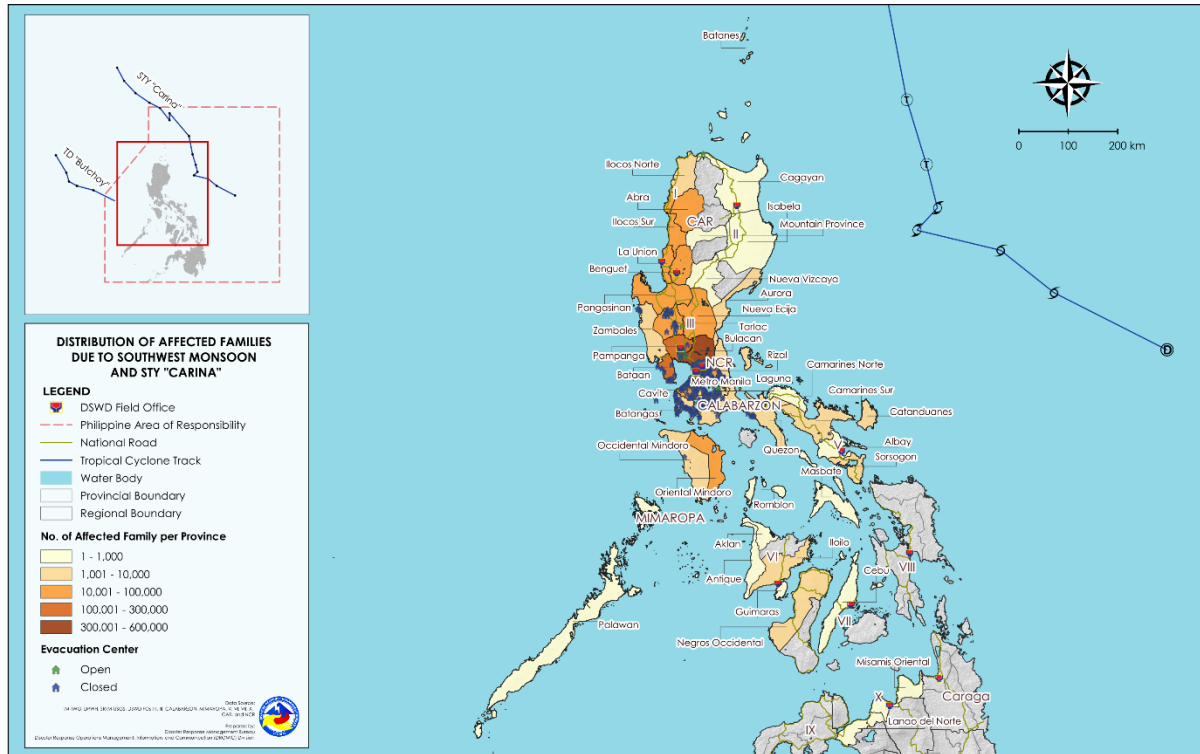 STY "Carina"
TD "Butchoy"
DISTRIBUTION OF AFFECTED FAMILIES
DUE TO SOUTHWEST MONSOON
AND STY "CARINA"
LEGEND
DSWD Field Office
Philippine Area of Responsibility
National Road
Tropical Cyclone Track
Water Body
Provincial Boundary
Regional Boundary
No. of Affected Family per Province
1 - 1,000
1,001 - 10,000
10,001 - 100,000
100,001 - 300,000
300,001 - 600,000
Evacuation Center
Open
Closed
Data Source:
CAR, and NCR
Prepared by:
Disaster Response Management Bureau
0 100 200 km
Batanes
Ilocos Norte
I
Cagayan
Abra
Isabela
Ilocos Sur
CAR
II
Mountain Province
La Union
Benguet
Nueva Vizcaya
Aurora
Pangasinan
Nueva Ecija
III
Tarlac
Zambales
Bulacan
Pampanga
NCR
Rizal
Camarines Norte
Bataan
Metro Manila
Laguna
Camarines Sur
Cavite
CALABARZON
Catanduanes
Batangas
V
Albay
Occidental Mindoro
Quezon
Sorsogon
Masbate
Oriental Mindoro
Romblon
MIMAROPA
Aklan
VI
Iloilo
Cebu
VIII
Antique
Guimaras
VII
Palawan
Negros Occidental
Misamis Oriental
X
Caraga
Lanao del Norte
IX
T
T
D